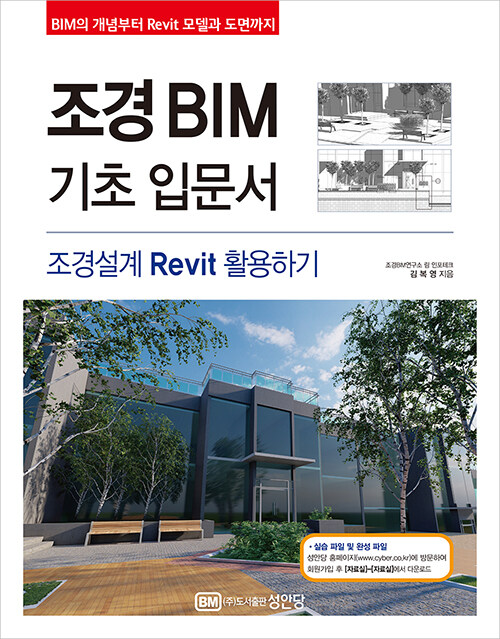 BIM의 개념부터 Revit 모델과 도면까지
조경 BIM
기초 입문서
조경설계 Revit 활용하기
조경BIM연구소 림 인포테크
김복영 지음
• 실습 파일 및 완성 파일
성안당 홈페이지(www.cyber.co.kr)에 방문하여
회원가입 후 [자료실]-[자료실]에서 다운로드
BM (주)도서출판 성안당